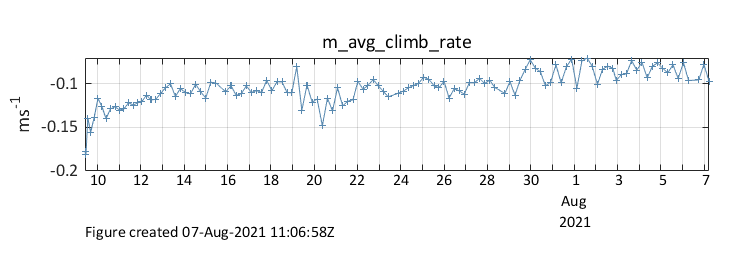 m_avg_climb_rate
ms-1
-0.1
-0.15
-0.2
10 12 14 16 18 20 22 24 26 28 30 1 3 5 7
Aug
2021
Figure created 07-Aug-2021 11:06:58Z